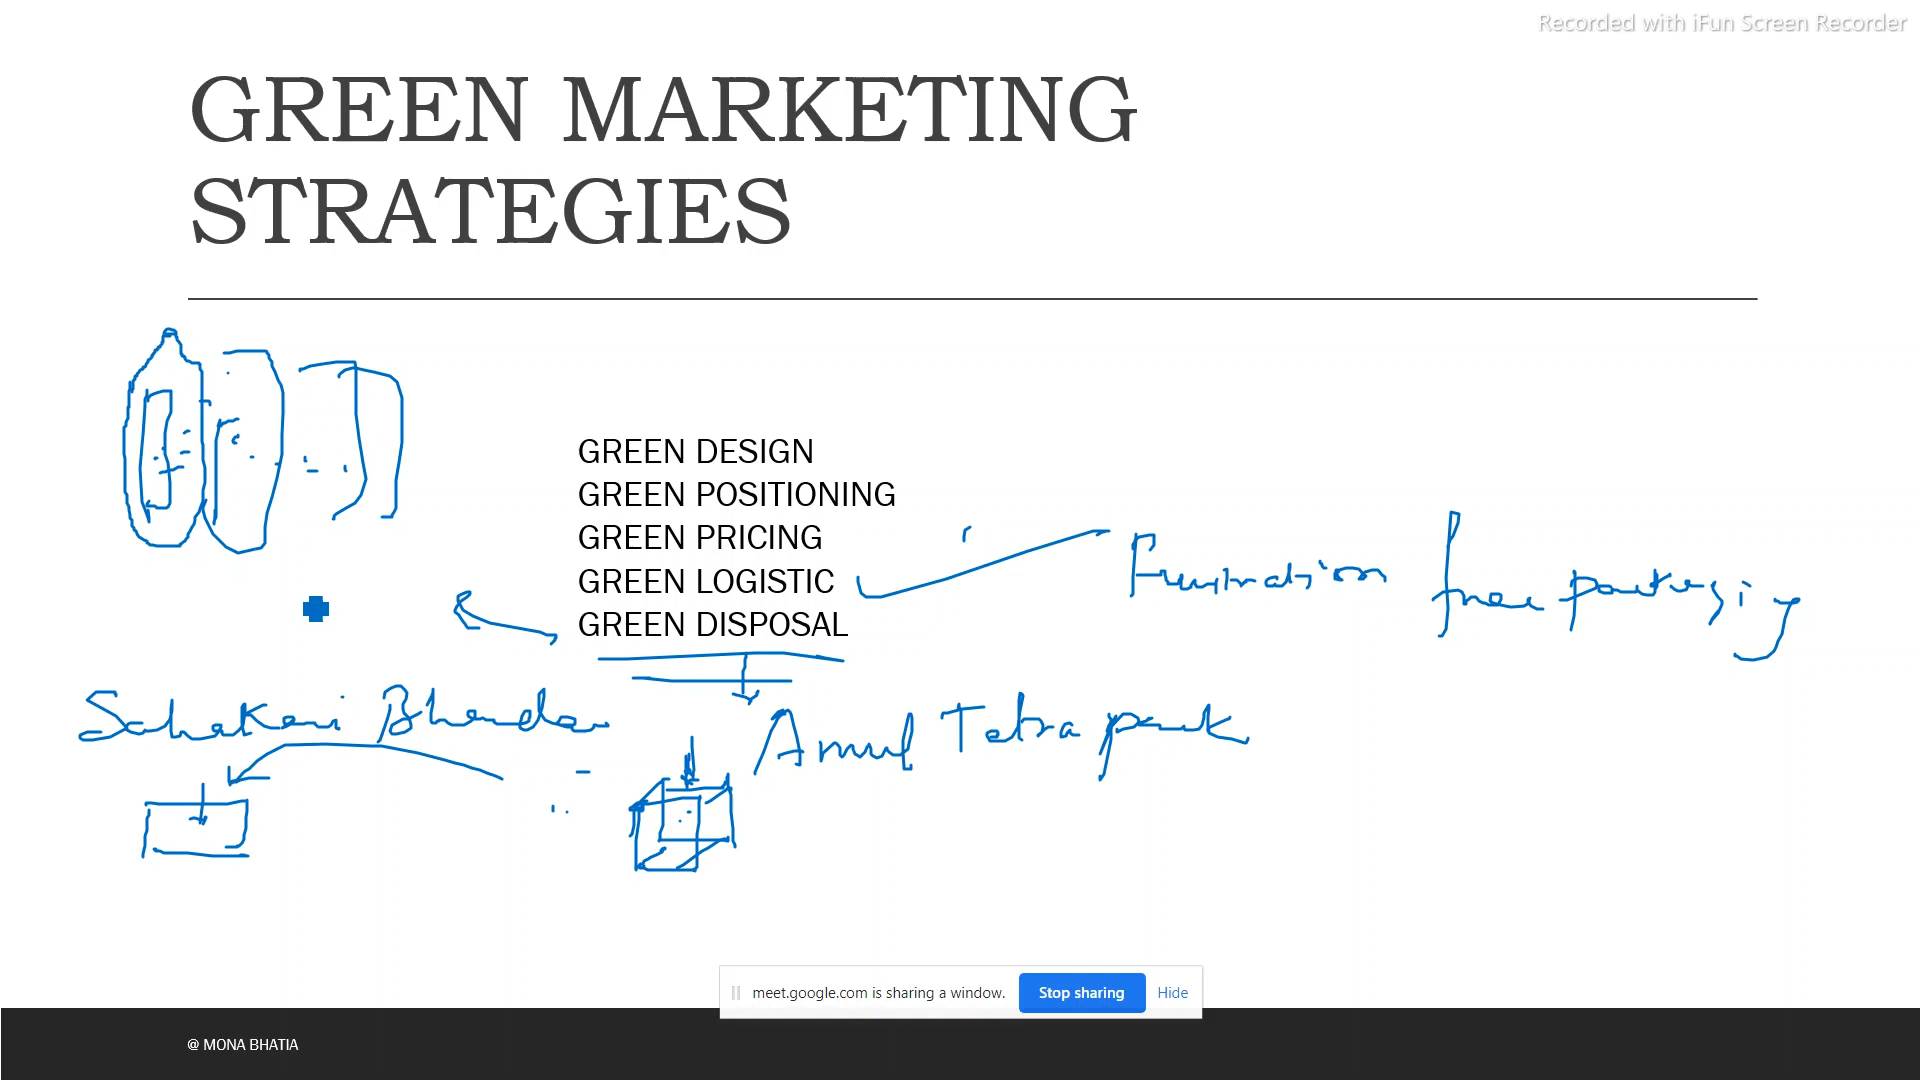 Recorded with iFun Screen Recorder
GREEN MARKETING
STRATEGIES
GREEN DESIGN
GREEN POSITIONING
GREEN PRICING
GREEN LOGISTIC
GREEN DISPOSAL
free
Sahakari Bhandar
Amul Tetra pack
meet.google.com is sharing a window.
Stop sharing
Hide
@ MONA BHATIA